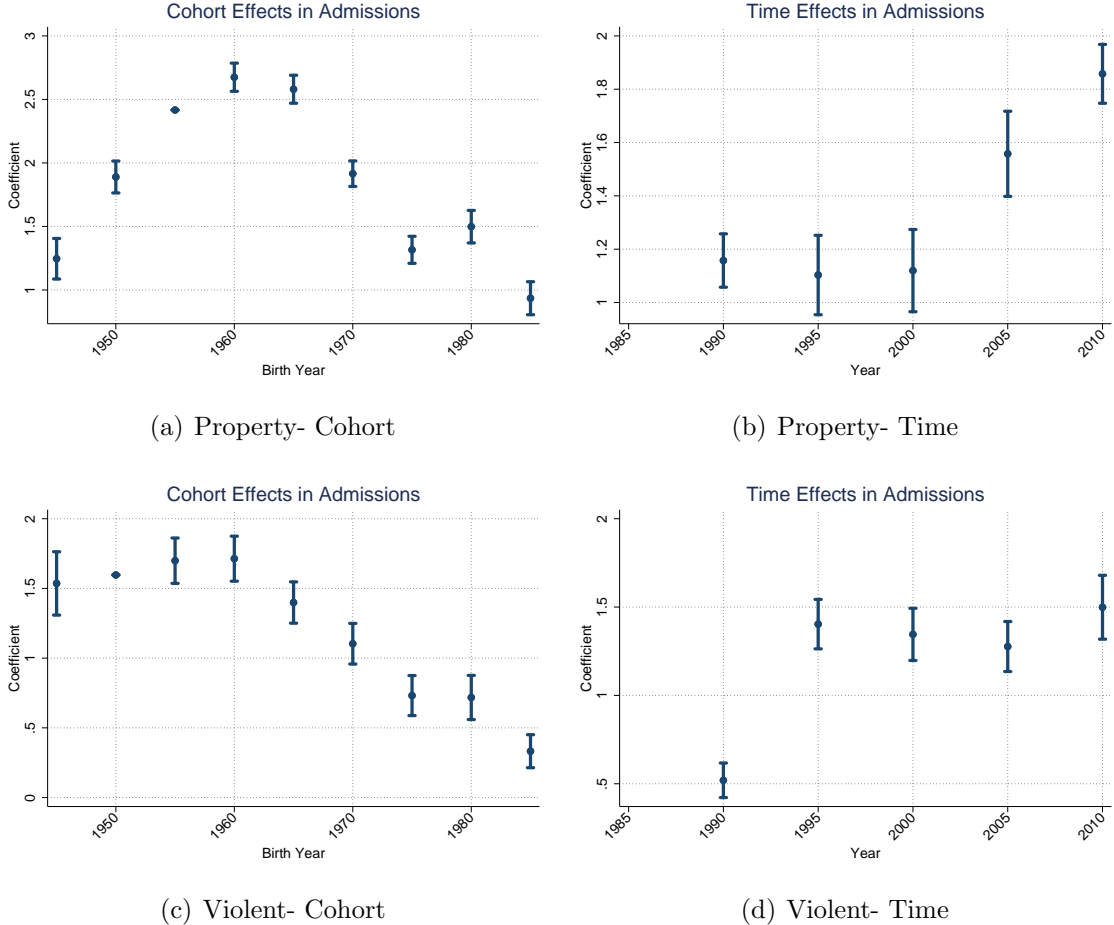 Cohort Effects in Admissions
Coefficient
3
2.5
2
1.5
1
1950
1960
1970
1980
Birth Year
(a) Property- Cohort
Time Effects in Admissions
Coefficient
2
1.8
1.6
1.4
1.2
1
1985
1990
1995
2000
2005
2010
Year
(b) Property- Time
Cohort Effects in Admissions
Coefficient
2
1.5
1
.5
0
1950
1960
1970
1980
Birth Year
(c) Violent- Cohort
Time Effects in Admissions
Coefficient
2
1.5
1
.5
1985
1990
1995
2000
2005
2010
Year
(d) Violent- Time